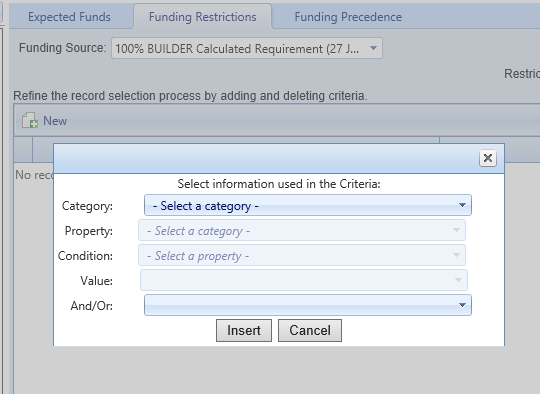 Expected Funds Funding Restrictions Funding Precedence
Funding Source: 100% BUILDER Calculated Requirement (27 J...
Restric
Refine the record selection process by adding and deleting criteria.
New
Select information used in the Criteria:
No reco
Category: - Select a category -
Property: - Select a category -
Condition: - Select a property -
Value:
And/Or:
Insert Cancel